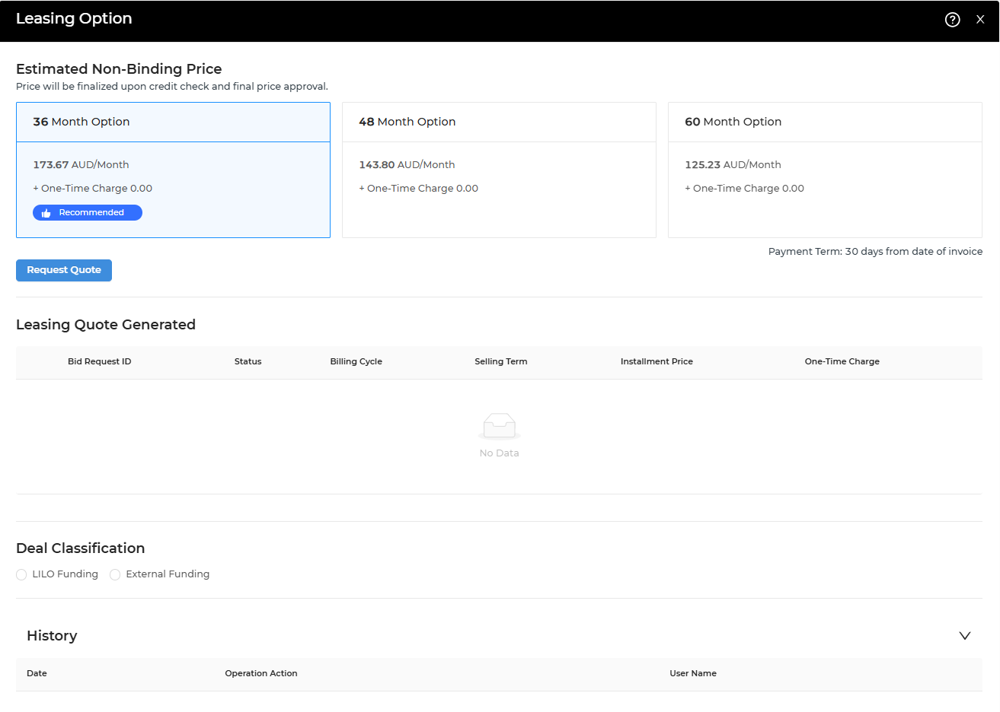 Leasing Option
?
X
Estimated Non-Binding Price
Price will be finalized upon credit check and final price approval.
36 Month Option
173.67 AUD/Month
+ One-Time Charge 0.00
Recommended
48 Month Option
143.80 AUD/Month
+ One-Time Charge 0.00
60 Month Option
125.23 AUD/Month
+ One-Time Charge 0.00
Payment Term: 30 days from date of invoice
Request Quote
Leasing Quote Generated
Bid Request ID Status Billing Cycle Selling Term Installment Price One-Time Charge
No Data
Deal Classification
LILO Funding External Funding
History
Date Operation Action User Name